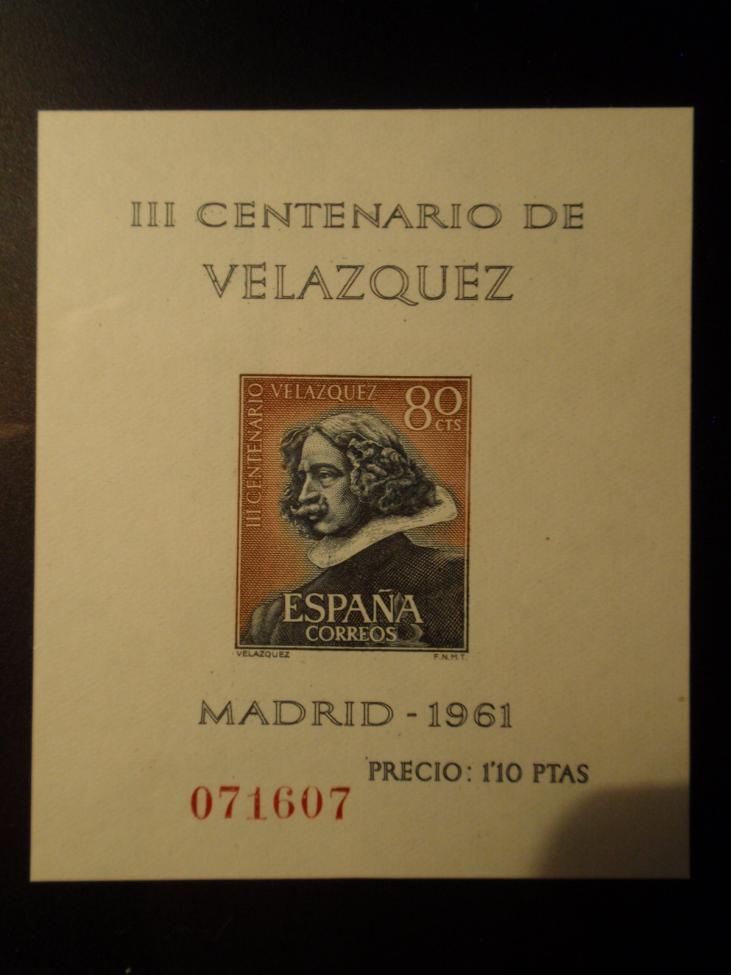 III CENTENARIO DE
VELAZQUEZ
III CENTENARIO VELAZQUEZ
80
CTS
ESPAÑA
CORREOS
VELAZQUEZ F.N.M.T.
MADRID - 1961
PRECIO: 1'10 PTAS
071607